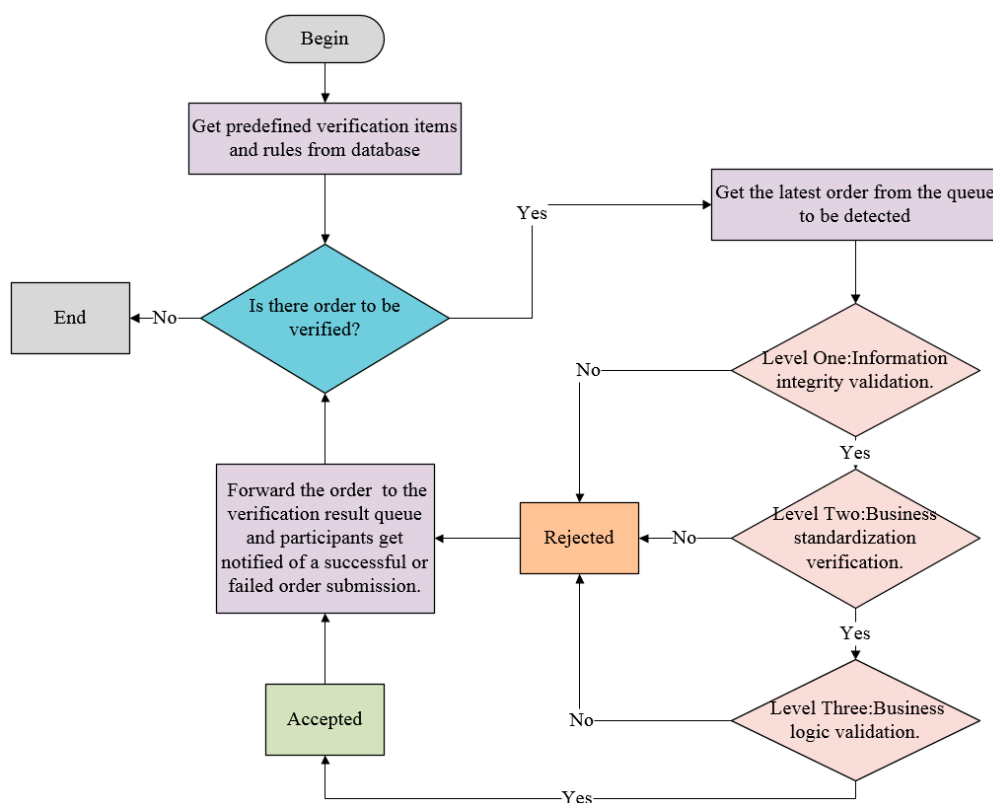 Begin
Get predefined verification items
and rules from database
Get the latest order from the queue
to be detected
Yes
Is there order to be
verified?
No
End
Level One:Information
integrity validation.
No
Yes
Forward the order to the
verification result queue
and participants get
notified of a successful or
failed order submission.
Rejected
No
Level Two:Business
standardization
verification.
Yes
Accepted
No
Level Three:Business
logic validation.
Yes